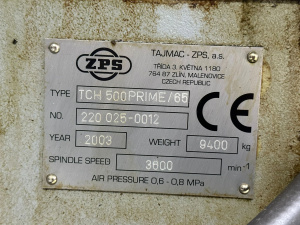 ZPS
TAJMAC - ZPS, a.s.
TŘÍDA 3. KVĚTNA 1180
764 87 ZLÍN, MALENOVICE
CZECH REPUBLIC
TYPE TCH 500PRIME/65
NO. 220 025-0012
CE
YEAR 2003 WEIGHT 9400 kg
SPINDLE SPEED 3600 min⁻¹
AIR PRESSURE 0,6 - 0,8 MPa